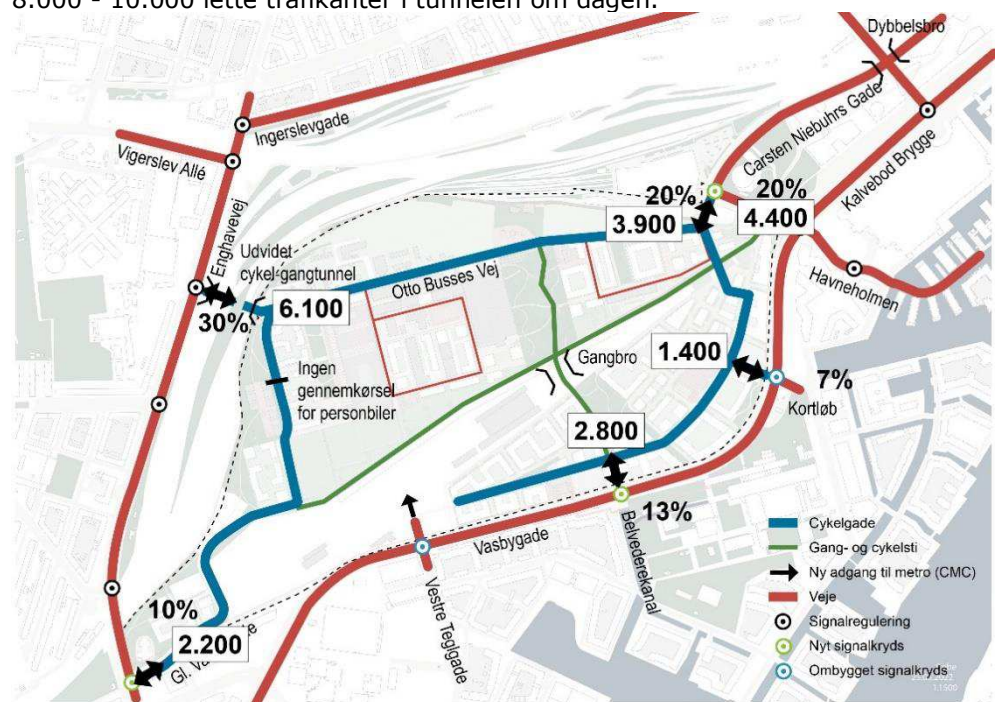 8.000 - 10.000 lette trafikanter i tunnelen om dagen.
Dybbelsbro
Ingerslevgade
Carsten Niebuhrs Gade
Vigerslev Allé
Kalvebod Brygge
20%
20%
3.900
4.400
Enghavevej
Udvidet
cykel-gangtunnel
Otto Busses Vej
Havneholmen
30%
6.100
Gangbro
1.400
Ingen
gennemkørsel
for personbiler
7%
Kortløb
2.800
13%
Belvederekanal
Vasbygade
Vestre Teglgade
10%
2.200
Gl.
Cykelgade
Gang- og cykelsti
Ny adgang til metro (CMC)
Veje
Signalregulering
Nyt signalkryds
Ombygget signalkryds
1:1500